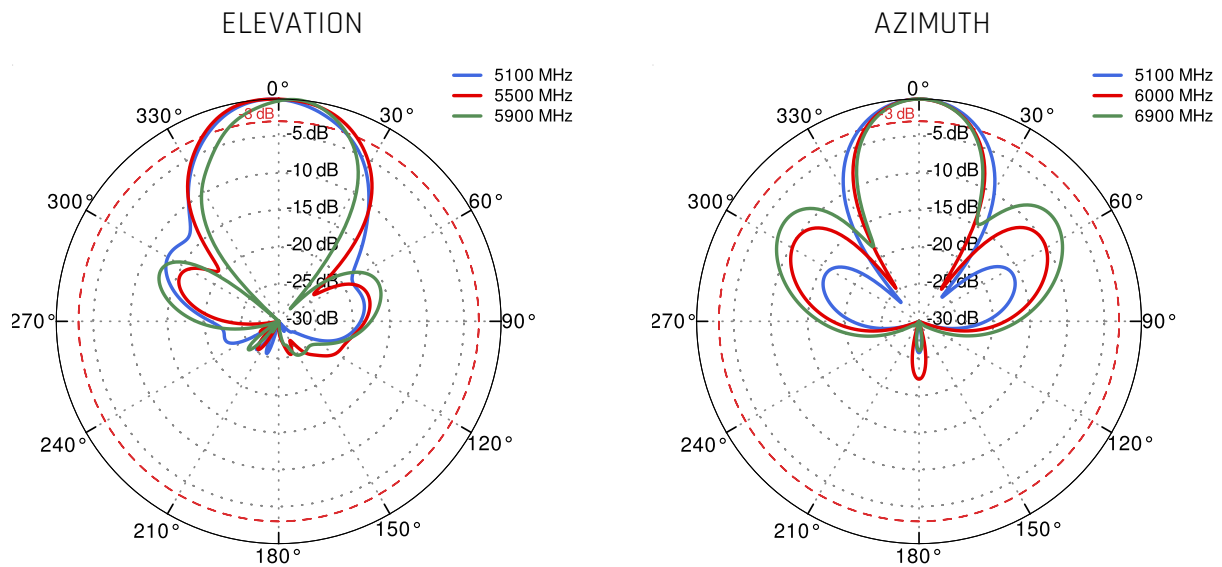 ELEVATION
5100 MHz
5500 MHz
5900 MHz
0°
330°
-3 dB
30°
-5 dB
-10 dB
300°
60°
-15 dB
-20 dB
-25 dB
270°
-30 dB
90°
240°
120°
210°
150°
180°
AZIMUTH
5100 MHz
6000 MHz
6900 MHz
0°
330°
-3 dB
30°
-5 dB
-10 dB
300°
60°
-15 dB
-20 dB
-25 dB
270°
-30 dB
90°
240°
120°
210°
150°
180°